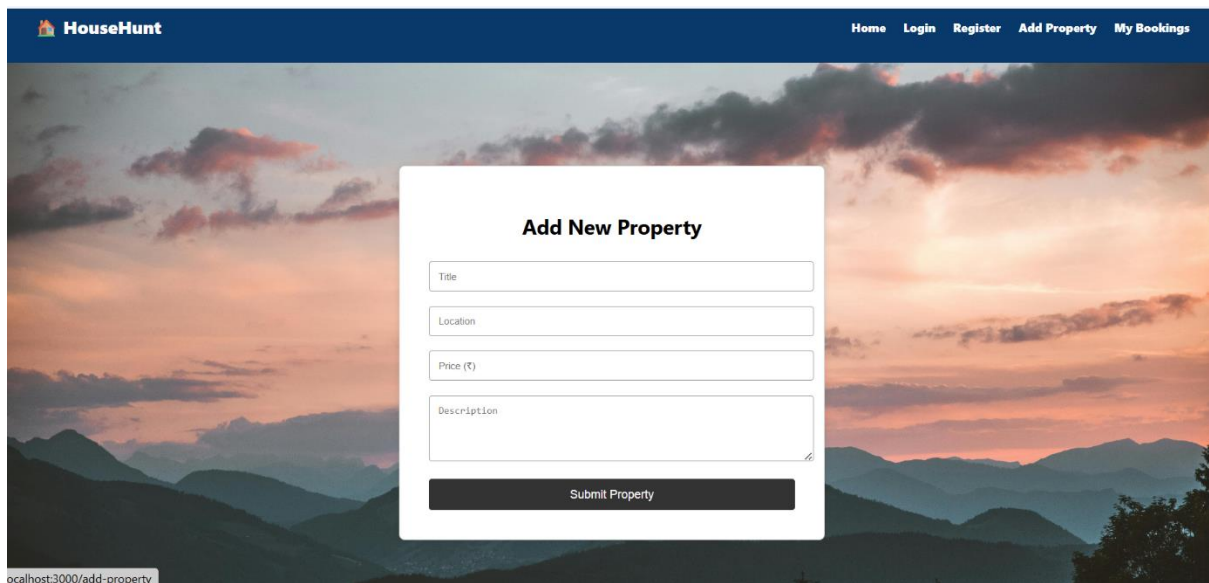 HouseHunt
Home Login Register Add Property My Bookings
Add New Property
Title
Location
Price (₹)
Description
Submit Property
ocalhost:3000/add-property